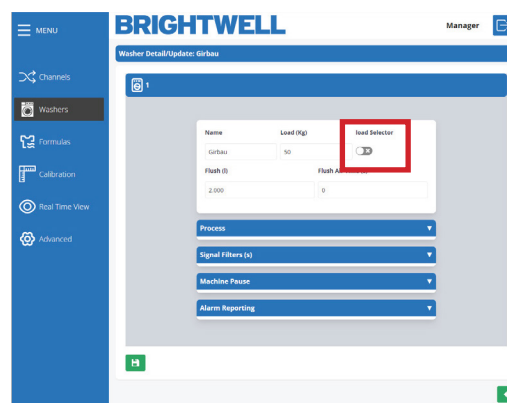 MENU
BRIGHTWELL
Manager
Washer Detail/Update: Girbau
Channels
1
Washers
Name Load (Kg) load Selector
Formulas
Girbau 50
Flush (l) Flush
Calibration
2.000 0
Real Time View
Process
Advanced
Signal Filters (s)
Machine Pause
Alarm Reporting